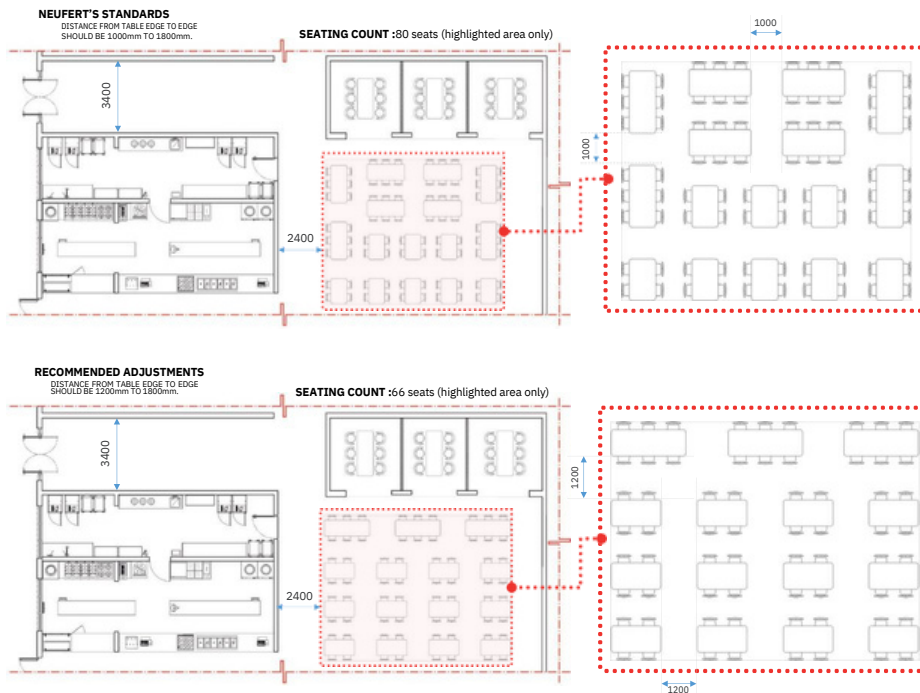 NEUFERT'S STANDARDS
DISTANCE FROM TABLE EDGE TO EDGE
SHOULD BE 1000mm TO 1800mm.
SEATING COUNT :80 seats (highlighted area only)
1000
3400
1000
2400
RECOMMENDED ADJUSTMENTS
DISTANCE FROM TABLE EDGE TO EDGE
SHOULD BE 1200mm TO 1800mm.
SEATING COUNT :66 seats (highlighted area only)
3400
1200
2400
1200